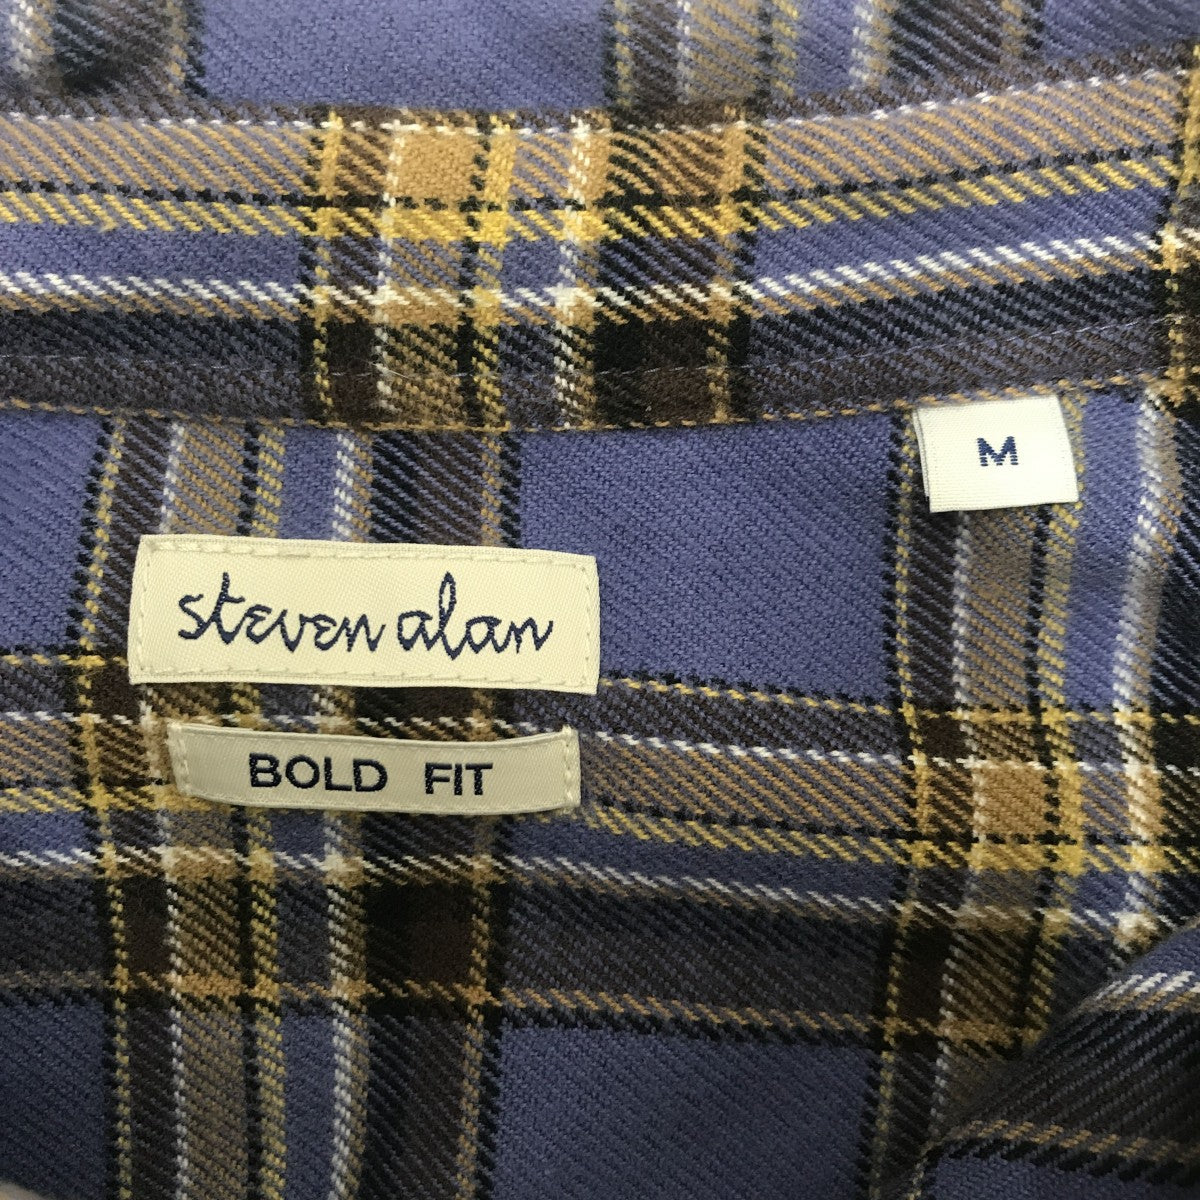 M
steven alan
BOLD FIT